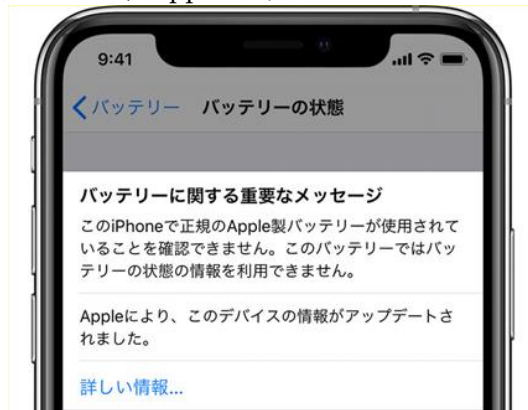 9:41
バッテリー バッテリーの状態
バッテリーに関する重要なメッセージ
このiPhoneで正規のApple製バッテリーが使用されて
いることを確認できません。このバッテリーではバッ
テリーの状態の情報を利用できません。
Appleにより、このデバイスの情報がアップデートさ
れました。
詳しい情報...